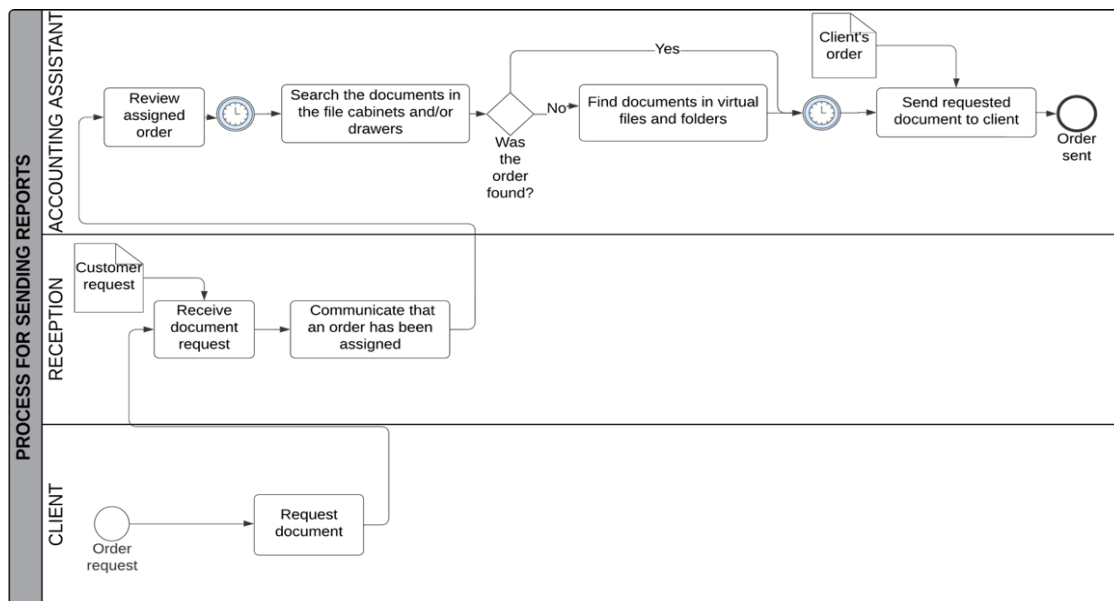 PROCESS FOR SENDING REPORTS
ACCOUNTING ASSISTANT
Review
assigned
order
Search the documents in
the file cabinets and/or
drawers
Yes
No
Was
the
order
found?
Find documents in virtual
files and folders
Client's
order
Send requested
document to client
Order
sent
RECEPTION
Customer
request
Receive
document
request
Communicate that
an order has been
assigned
CLIENT
Order
request
Request
document